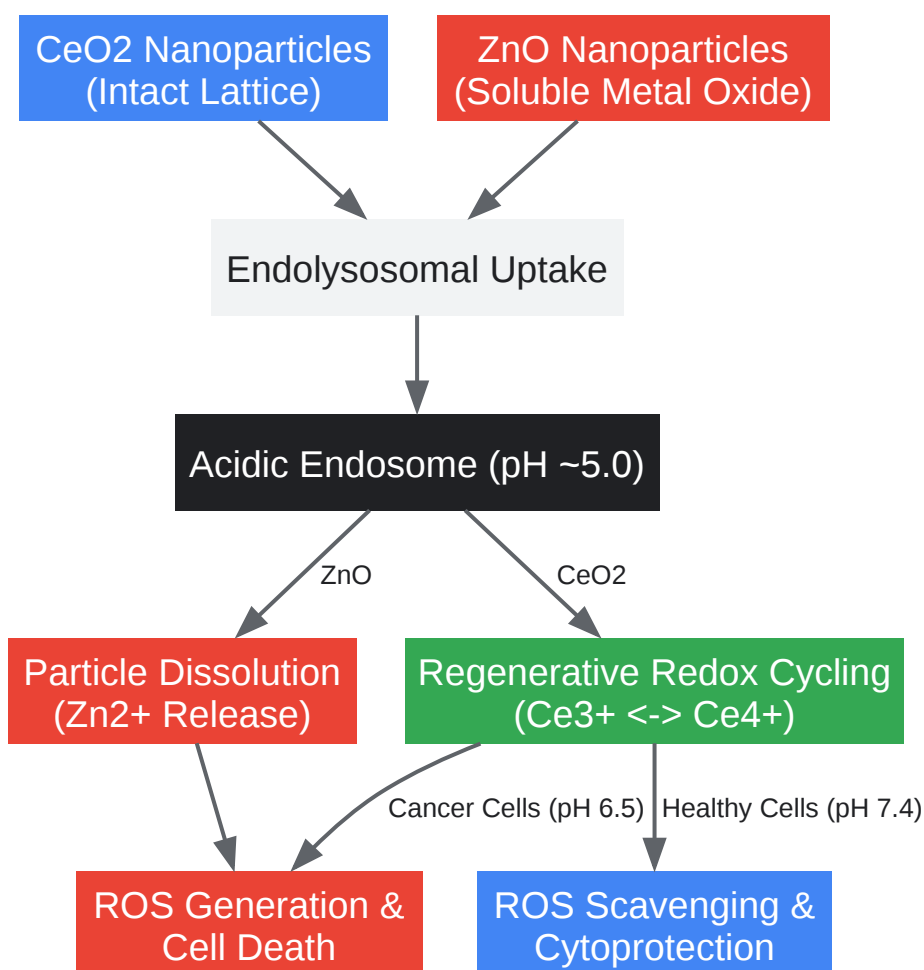 CeO2 Nanoparticles
(Intact Lattice)
ZnO Nanoparticles
(Soluble Metal Oxide)
Endolysosomal Uptake
Acidic Endosome (pH ~5.0)
ZnO
CeO2
Particle Dissolution
(Zn2+ Release)
Regenerative Redox Cycling
(Ce3+ <-> Ce4+)
Cancer Cells (pH 6.5)
Healthy Cells (pH 7.4)
ROS Generation &
Cell Death
ROS Scavenging &
Cytoprotection